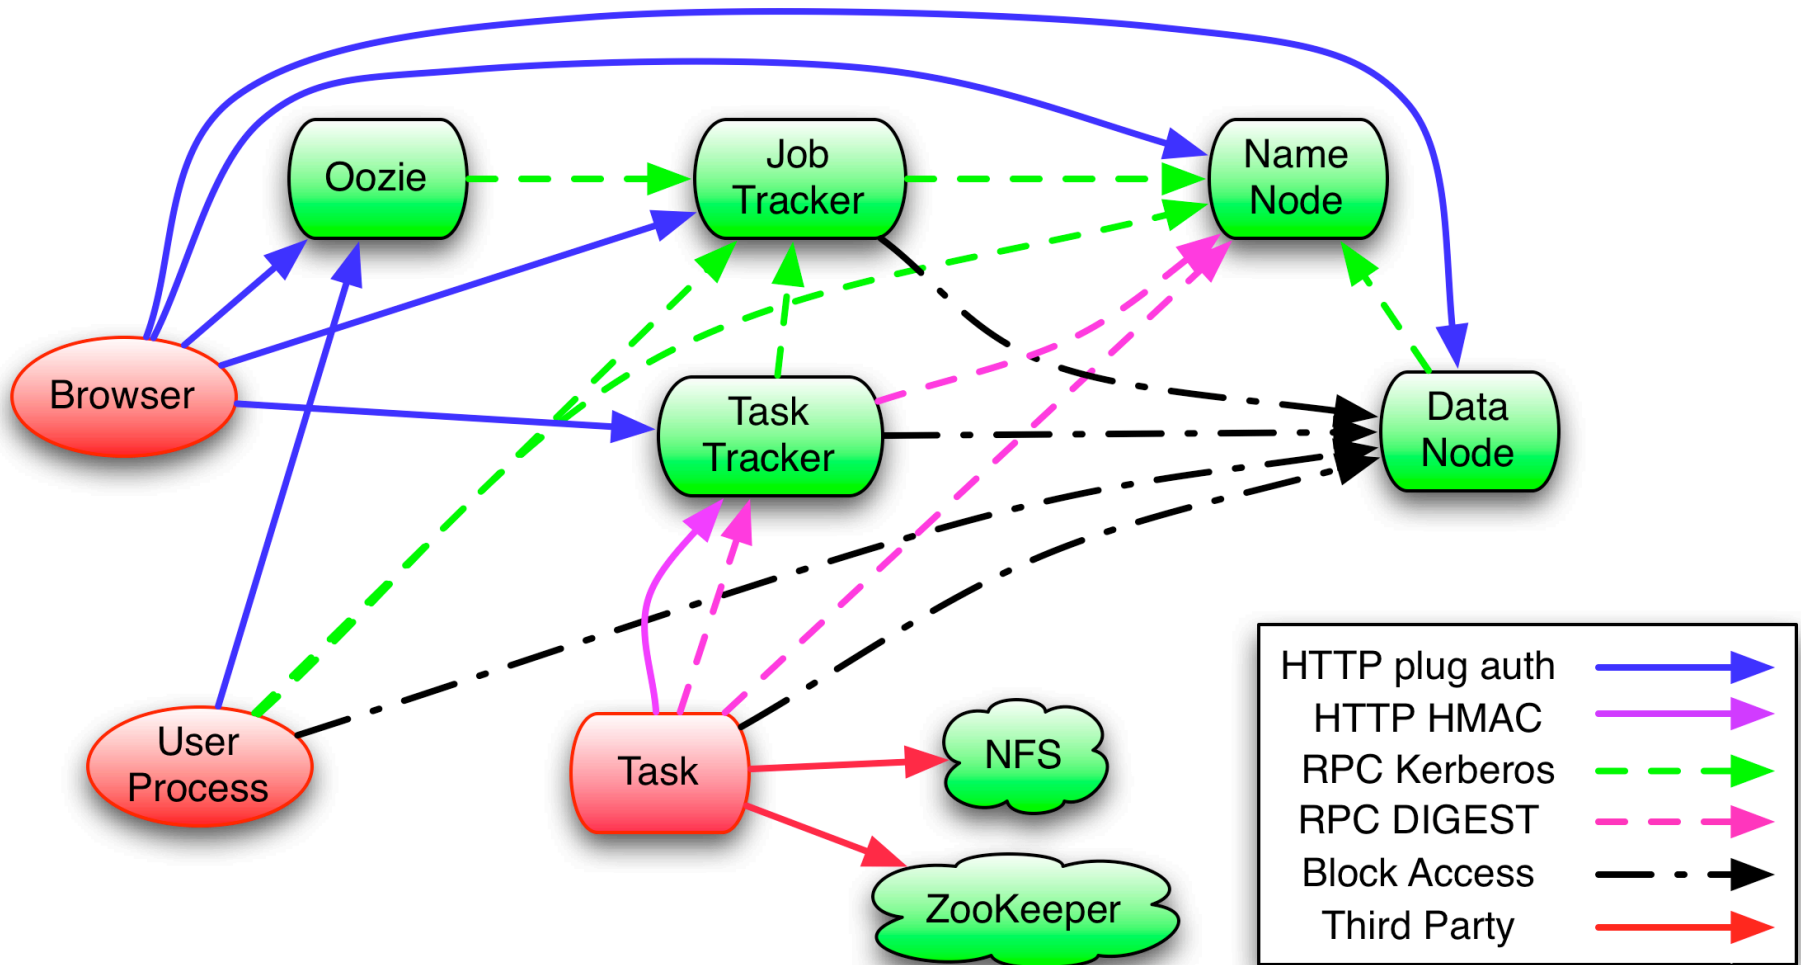 Oozie
Job
Tracker
Name
Node
Browser
Task
Tracker
Data
Node
User
Process
Task
NFS
ZooKeeper
HTTP plug auth
HTTP HMAC
RPC Kerberos
RPC DIGEST
Block Access
Third Party